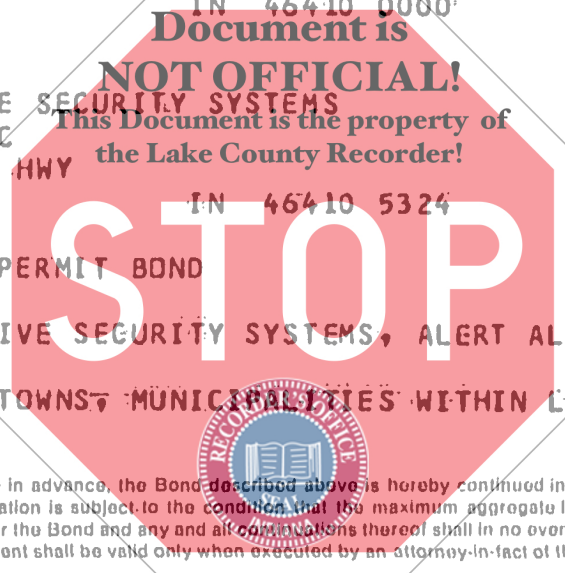 IN 46410 0000
Document is
NOT OFFICIAL!
E SECURITY SYSTEMS
This Document is the property of
C
the Lake County Recorder!
HWY
IN 46410 5324
STOP
PERMIT BOND
IVE SECURITY SYSTEMS, ALERT AL
TOWNS, MUNICIPALITIES WITHIN L
RECORDER'S OFFICE
SEAL
in advance, the Bond described above is hereby continued in
ation is subject to the condition that the maximum aggregate l
r the Bond and any and all continuations thereof shall in no even
ent shall be valid only when executed by an attorney-in-fact of t